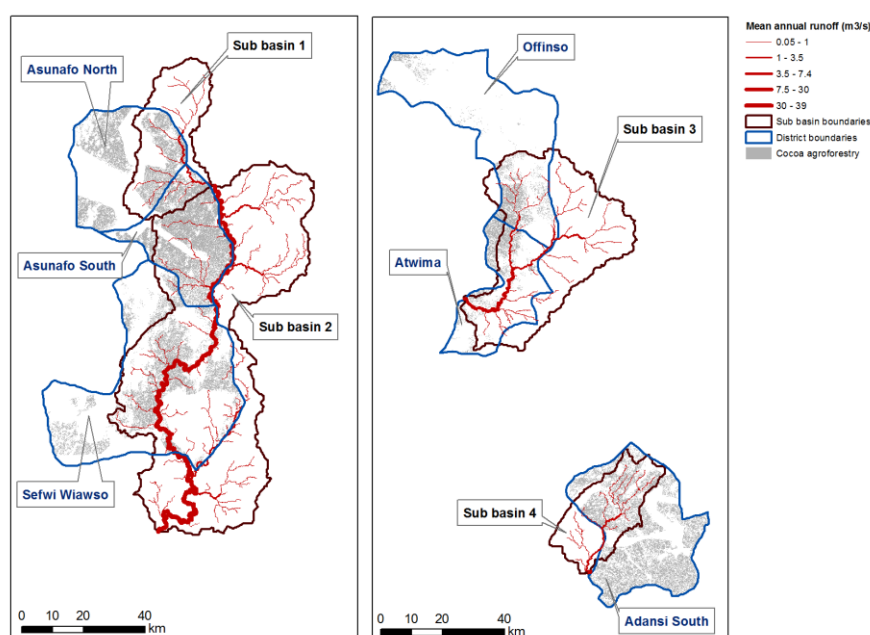 Sub basin 1
Asunafo North
Asunafo South
Sub basin 2
Sefwi Wiawso
0 10 20 40
km
Offinso
Sub basin 3
Atwima
Sub basin 4
Adansi South
0 10 20 40
km
Mean annual runoff (m3/s)
0.05 - 1
1 - 3.5
3.5 - 7.4
7.5 - 30
30 - 39
Sub basin boundaries
District boundaries
Cocoa agroforestry